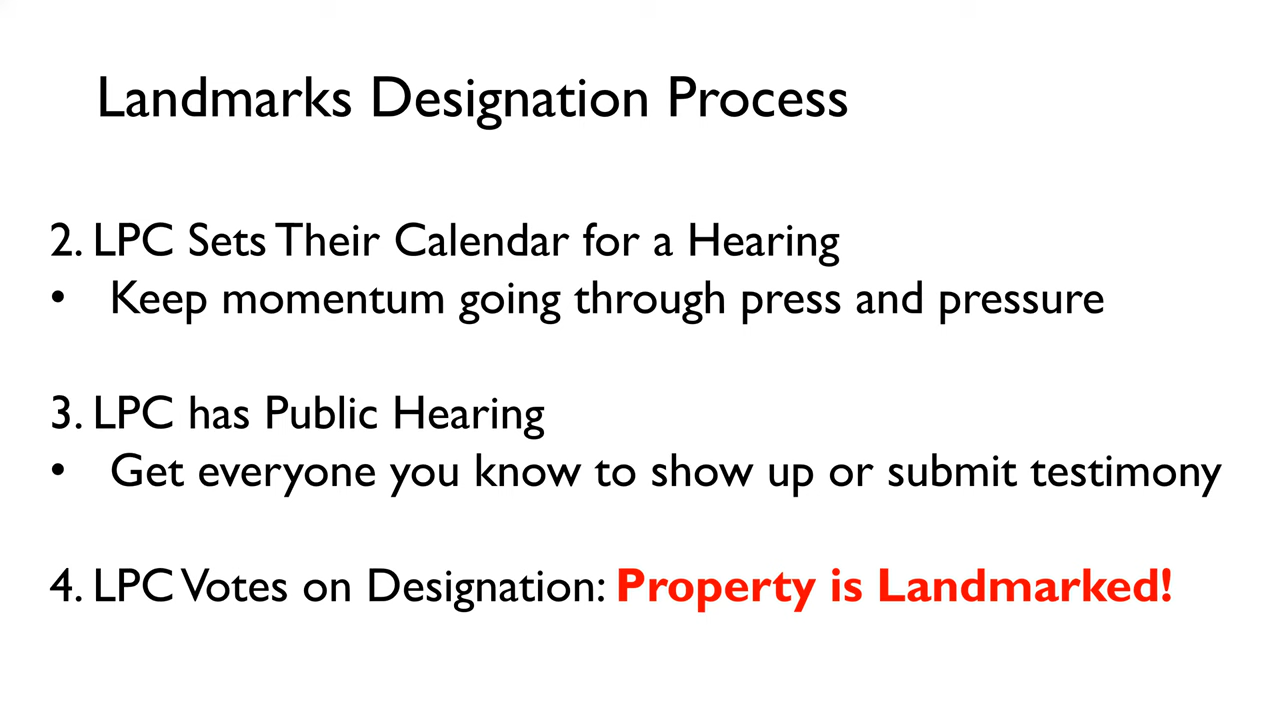 Landmarks Designation Process
2. LPC Sets Their Calendar for a Hearing
• Keep momentum going through press and pressure
3. LPC has Public Hearing
• Get everyone you know to show up or submit testimony
4. LPC Votes on Designation: Property is Landmarked!